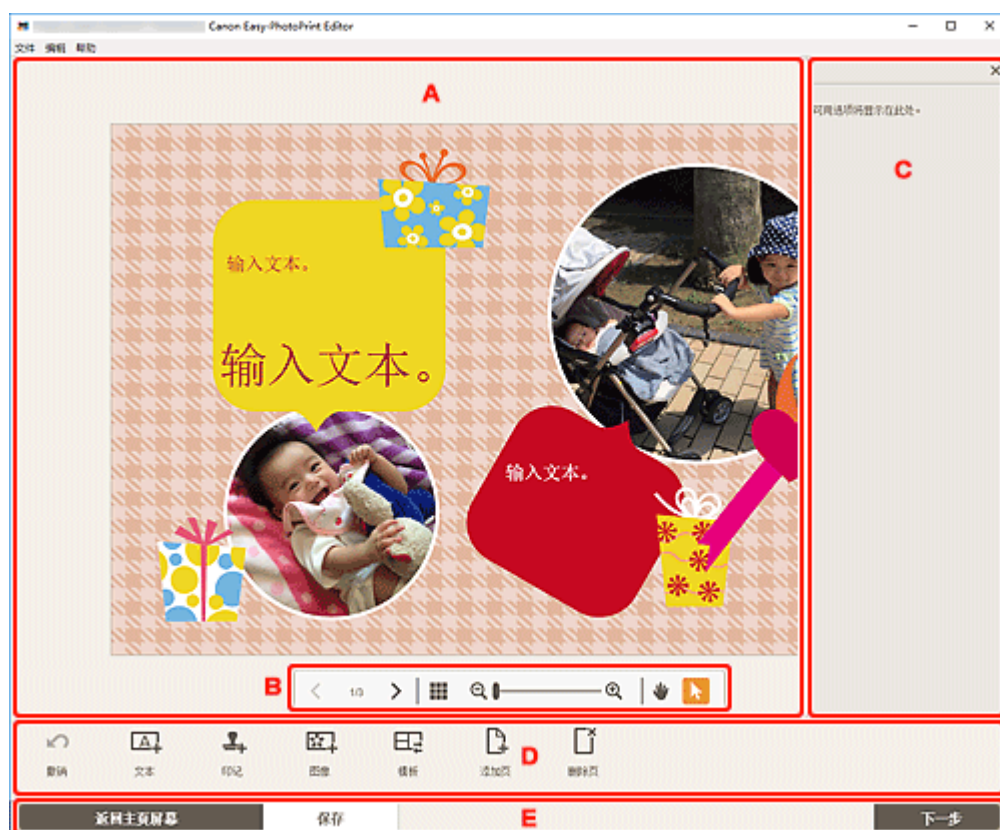 Canon Easy-PhotoPrint Editor
文件 编辑 帮助
A
可用选项将显示在此处。
C
输入文本。
输入文本。
输入文本。
B
1/3
撤销 文本 印记 图像 模板 添加页 删除页
D
返回主页屏幕 保存 E 下一步